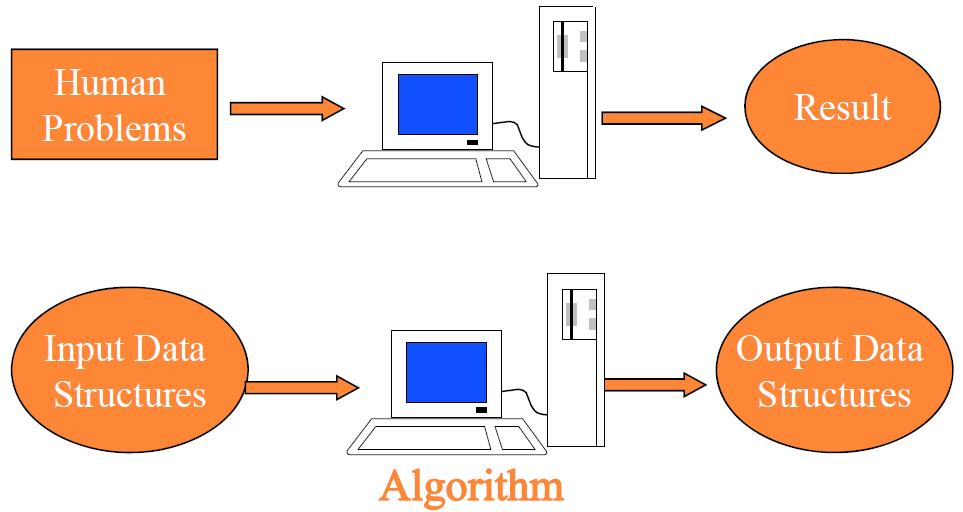 Human
Problems
Result
Input Data
Structures
Output Data
Structures
Algorithm